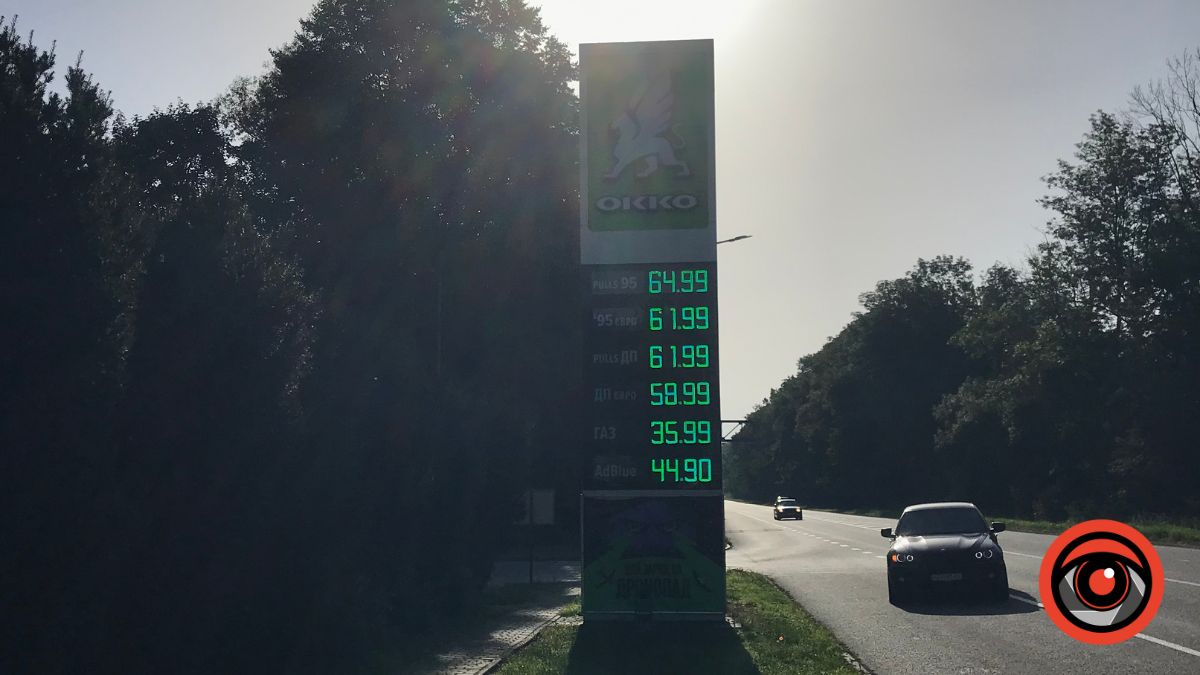 OKKO
PULLS 95 64.99
95 ЄВРО 61.99
PULLS ДП 61.99
ДП ЄВРО 58.99
ГАЗ 35.99
AdBlue 44.90